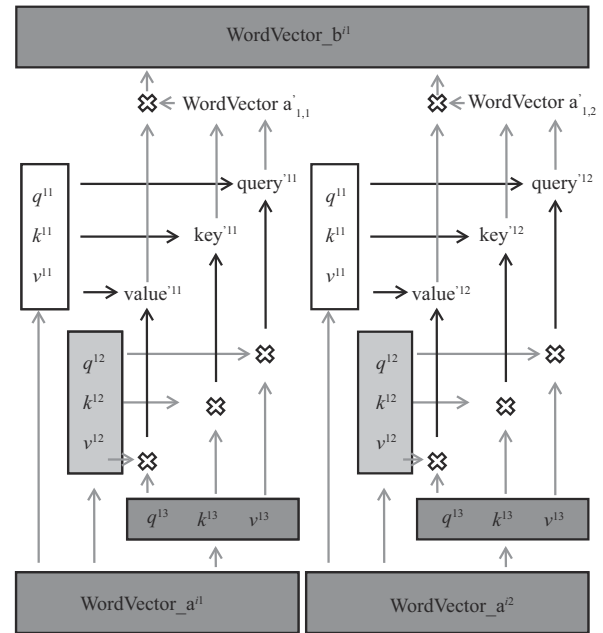 WordVector_b^{i1}
WordVector a^{'}_{1,1} WordVector a^{'}_{1,2}
q^{11} query^{'11} q^{11} query^{'12}
k^{11} key^{'11} k^{11} key^{'12}
v^{11} value^{'11} v^{11} value^{'12}
q^{12} q^{12}
k^{12} k^{12}
v^{12} v^{12}
q^{13} k^{13} v^{13} q^{13} k^{13} v^{13}
WordVector_a^{i1} WordVector_a^{i2}